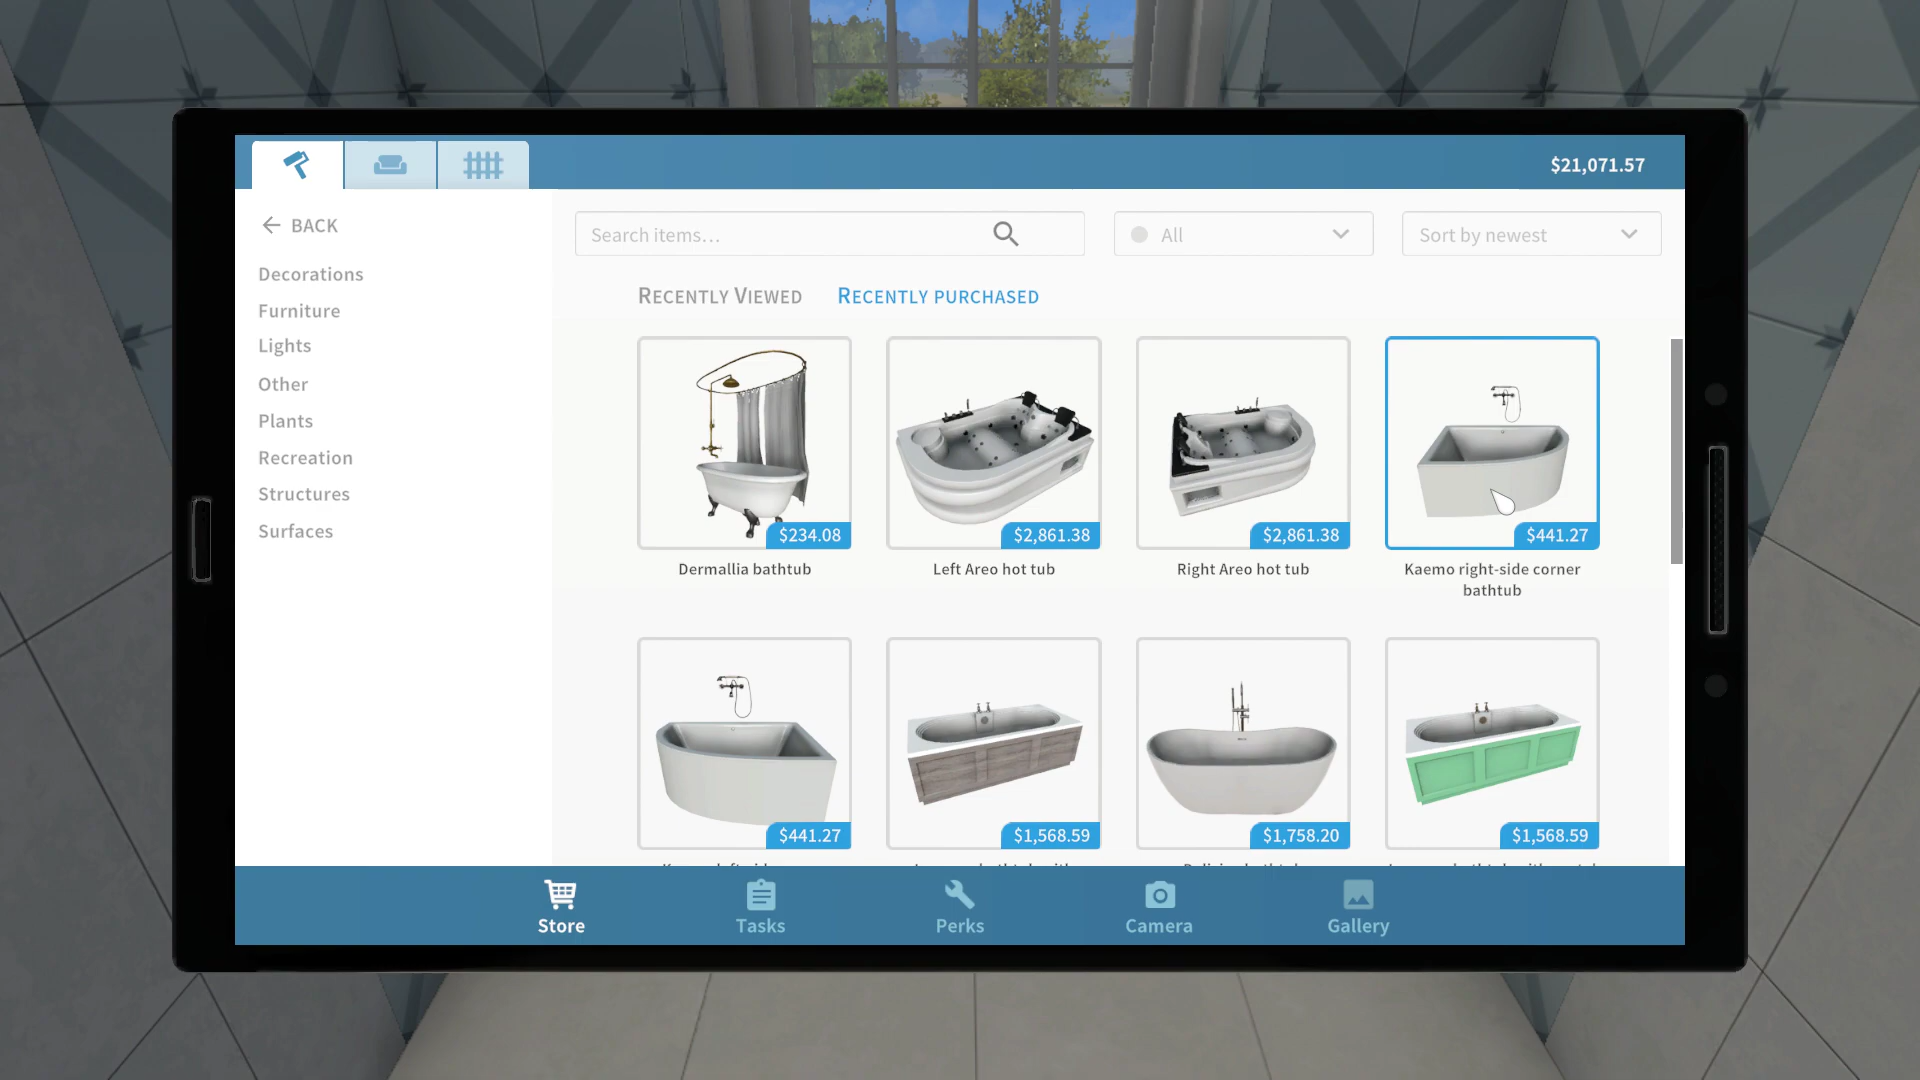 $21,071.57
BACK
Search items...
All
Sort by newest
Decorations
Furniture
Lights
Other
Plants
Recreation
Structures
Surfaces
RECENTLY VIEWED
RECENTLY PURCHASED
$234.08
$2,861.38
$2,861.38
$441.27
Dermallia bathtub
Left Areo hot tub
Right Areo hot tub
Kaemo right-side corner
bathtub
$441.27
$1,568.59
$1,758.20
$1,568.59
Store
Tasks
Perks
Camera
Gallery